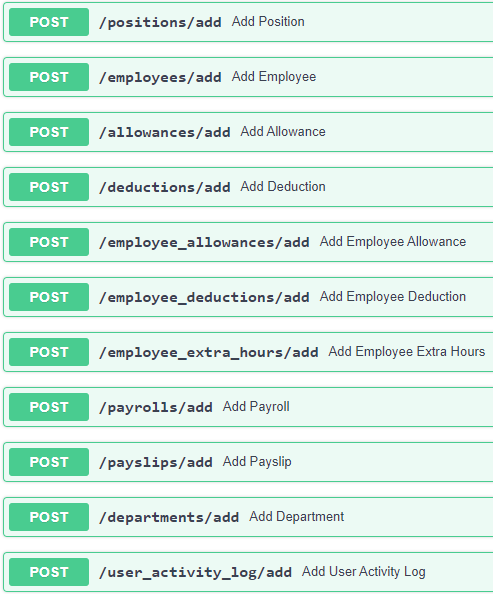 POST /positions/add Add Position
POST /employees/add Add Employee
POST /allowances/add Add Allowance
POST /deductions/add Add Deduction
POST /employee_allowances/add Add Employee Allowance
POST /employee_deductions/add Add Employee Deduction
POST /employee_extra_hours/add Add Employee Extra Hours
POST /payrolls/add Add Payroll
POST /payslips/add Add Payslip
POST /departments/add Add Department
POST /user_activity_log/add Add User Activity Log